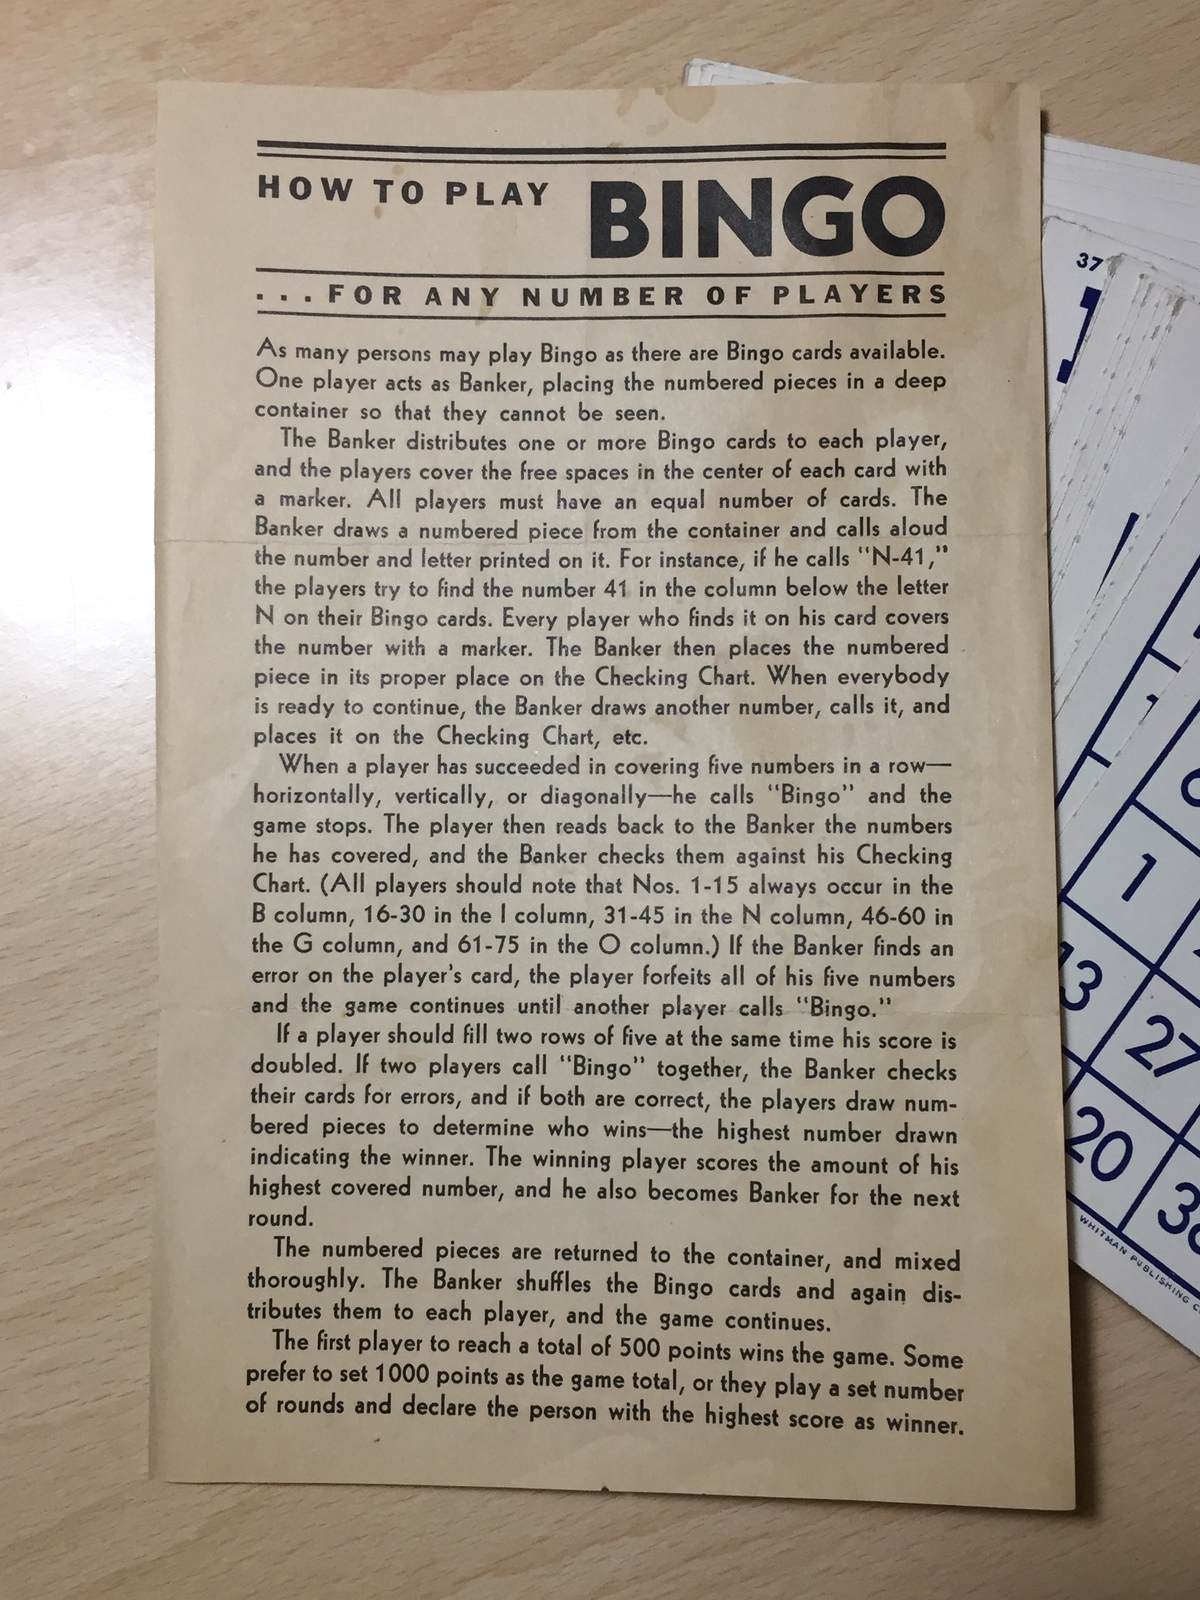 HOW TO PLAY BINGO
...FOR ANY NUMBER OF PLAYERS
As many persons may play Bingo as there are Bingo cards available.
One player acts as Banker, placing the numbered pieces in a deep
container so that they cannot be seen.
The Banker distributes one or more Bingo cards to each player,
and the players cover the free spaces in the center of each card with
a marker. All players must have an equal number of cards. The
Banker draws a numbered piece from the container and calls aloud
the number and letter printed on it. For instance, if he calls "N-41,"
the players try to find the number 41 in the column below the letter
N on their Bingo cards. Every player who finds it on his card covers
the number with a marker. The Banker then places the numbered
piece in its proper place on the Checking Chart. When everybody
is ready to continue, the Banker draws another number, calls it, and
places it on the Checking Chart, etc.
When a player has succeeded in covering five numbers in a row—
horizontally, vertically, or diagonally—he calls "Bingo" and the
game stops. The player then reads back to the Banker the numbers
he has covered, and the Banker checks them against his Checking
Chart. (All players should note that Nos. 1-15 always occur in the
B column, 16-30 in the I column, 31-45 in the N column, 46-60 in
the G column, and 61-75 in the O column.) If the Banker finds an
error on the player's card, the player forfeits all of his five numbers
and the game continues until another player calls "Bingo."
If a player should fill two rows of five at the same time his score is
doubled. If two players call "Bingo" together, the Banker checks
their cards for errors, and if both are correct, the players draw num-
bered pieces to determine who wins—the highest number drawn
indicating the winner. The winning player scores the amount of his
highest covered number, and he also becomes Banker for the next
round.
The numbered pieces are returned to the container, and mixed
thoroughly. The Banker shuffles the Bingo cards and again dis-
tributes them to each player, and the game continues.
The first player to reach a total of 500 points wins the game. Some
prefer to set 1000 points as the game total, or they play a set number
of rounds and declare the person with the highest score as winner.
37
1
13
27
20
WHITMAN PUBLISHING